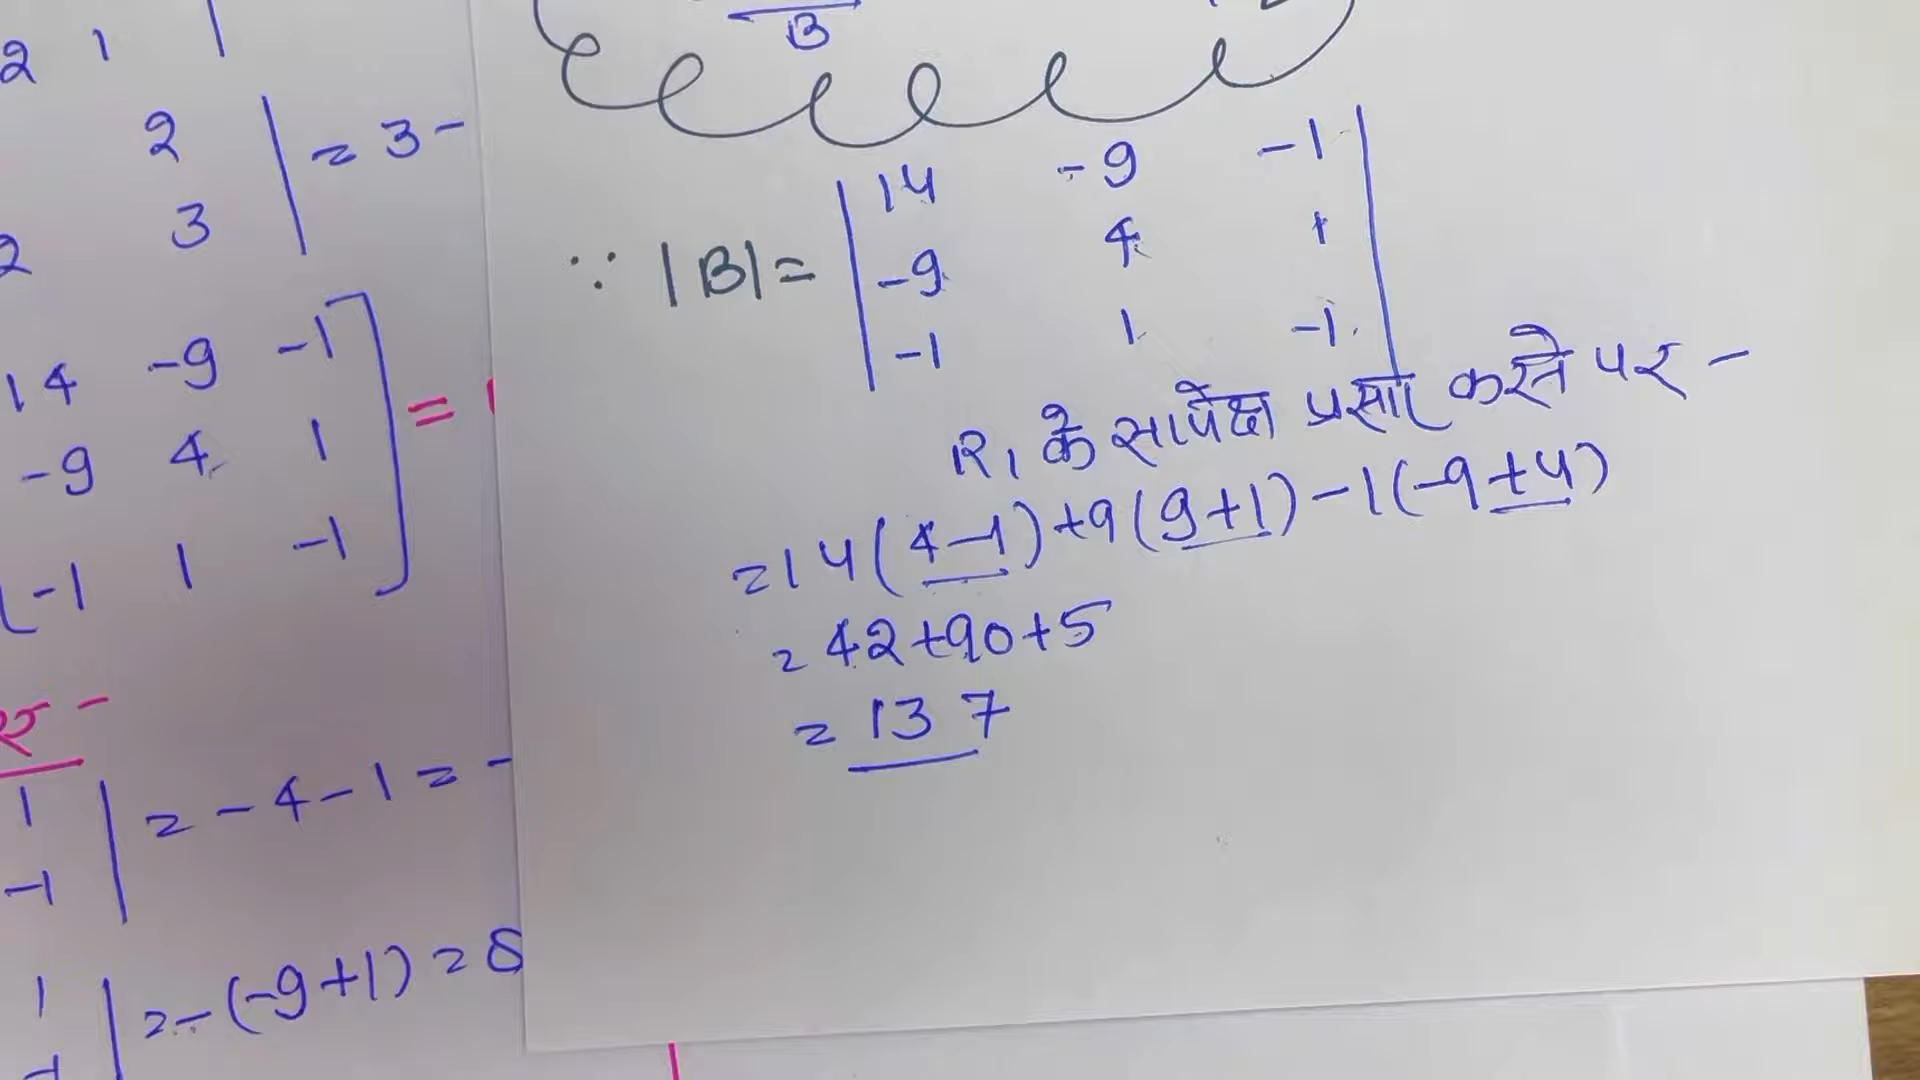 2 1 |
2 | = 3 -
2 3 |
14 -9 -1
-9 4 1
-1 1 -1 ] =
1 | = -4-1 = -
-1 |
1 | = -(-9+1) = 8
B
∵ |B| = | 14 -9 -1 |
| -9 4 1 |
| -1 1 -1 |
R1 के सापेक्ष प्रसार करने पर -
= 14(4-1)+9(9+1)-1(-9+4)
= 42+90+5
= 137